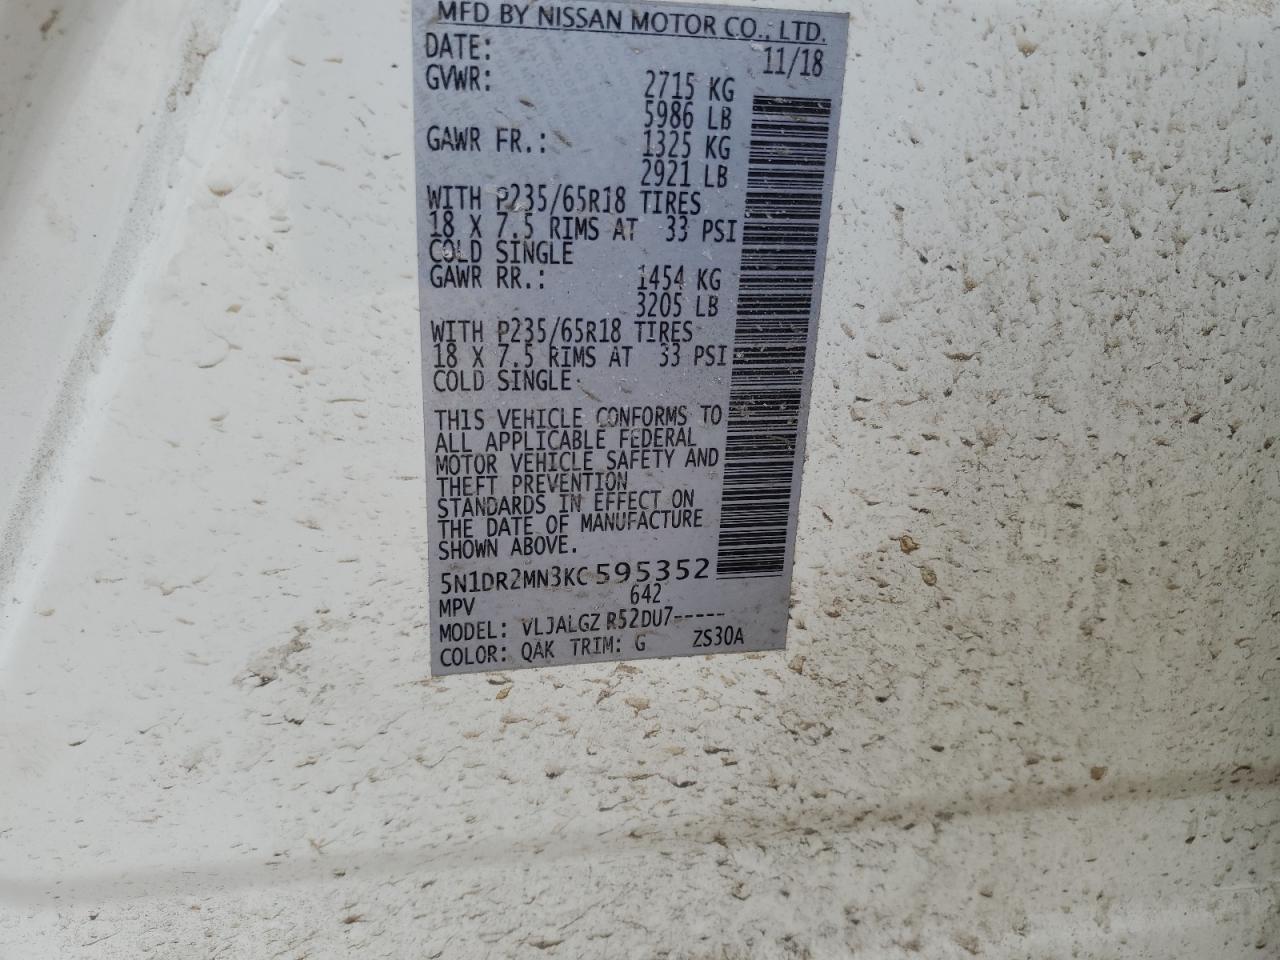 MFD BY NISSAN MOTOR CO., LTD.
DATE: 11/18
GVWR: 2715 KG
5986 LB
GAWR FR.: 1325 KG
2921 LB
WITH P235/65R18 TIRES
18 X 7.5 RIMS AT 33 PSI
COLD SINGLE
GAWR RR.: 1454 KG
3205 LB
WITH P235/65R18 TIRES
18 X 7.5 RIMS AT 33 PSI
COLD SINGLE
THIS VEHICLE CONFORMS TO
ALL APPLICABLE FEDERAL
MOTOR VEHICLE SAFETY AND
THEFT PREVENTION
STANDARDS IN EFFECT ON
THE DATE OF MANUFACTURE
SHOWN ABOVE.
5N1DR2MN3KC595352
MPV 642
MODEL: VLJALGZ R52DU7-----
COLOR: QAK TRIM: G ZS30A